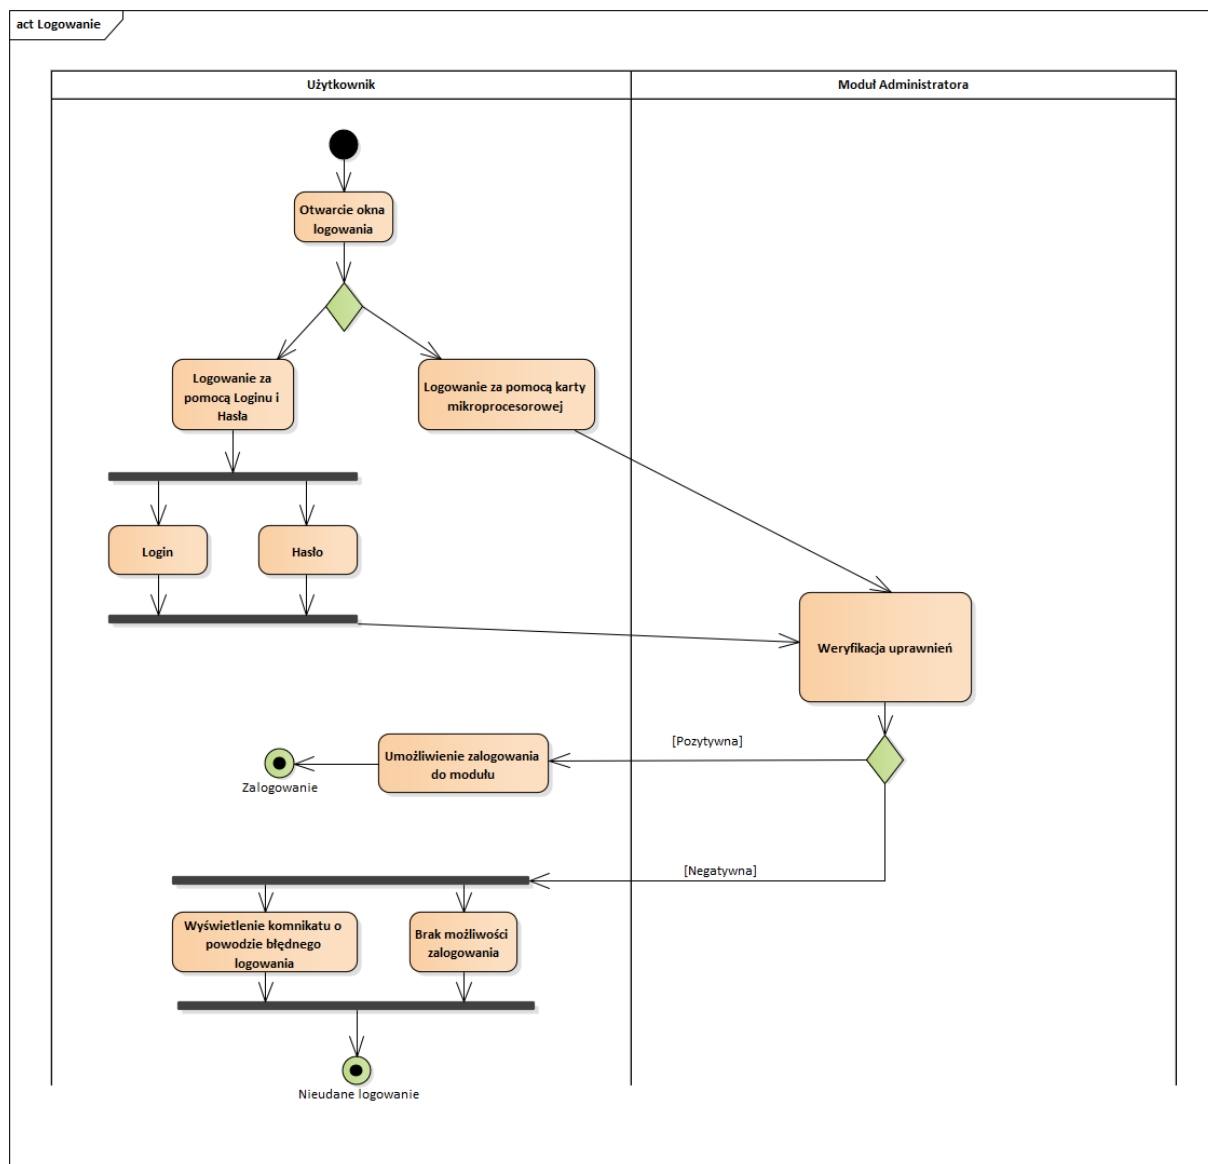 act Logowanie
Użytkownik
Moduł Administratora
Otwarcie okna
logowania
Logowanie za
pomocą Loginu i
Hasła
Logowanie za pomocą karty
mikroprocesorowej
Login
Hasło
Weryfikacja uprawnień
[Pozytywna]
Umożliwienie zalogowania
do modułu
Zalogowanie
[Negatywna]
Wyświetlenie komnikatu o
powodzie błędnego
logowania
Brak możliwości
zalogowania
Nieudane logowanie